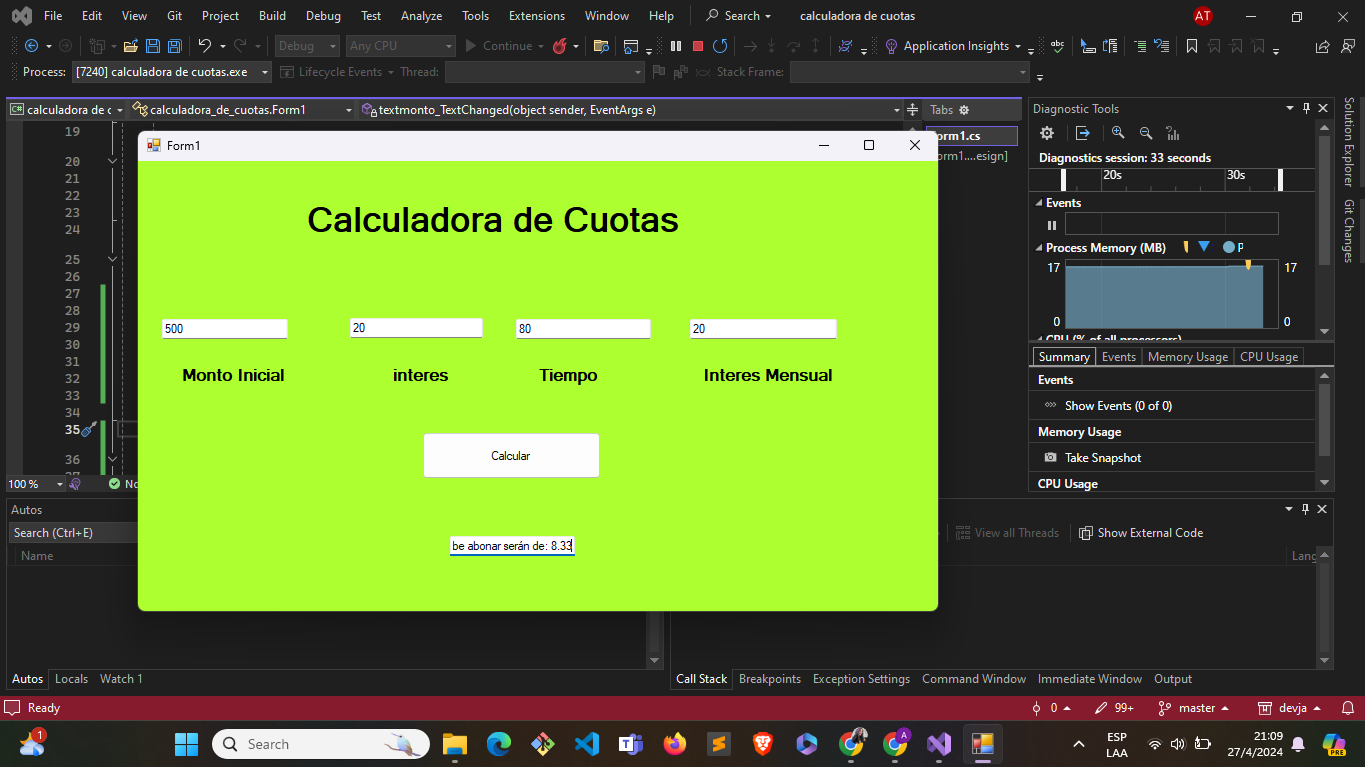 File Edit View Git Project Build Debug Test Analyze Tools Extensions Window Help Search calculadora de cuotas AT
Debug Any CPU Continue Application Insights
Process: [7240] calculadora de cuotas.exe Lifecycle Events Thread: Stack Frame:
calculadora de c calculadora_de_cuotas.Form1 textmonto_TextChanged(object sender, EventArgs e) Tabs
Form1
Calculadora de Cuotas
500 20 80 20
Monto Inicial interes Tiempo Interes Mensual
Calcular
be abonar serán de: 8.33
19
20
21
22
23
24
25
26
27
28
29
30
31
32
33
34
35
36
100 %
orm1.cs
orm1....esign]
Diagnostic Tools
Diagnostics session: 33 seconds
20s 30s
Events
Process Memory (MB) P
17 17
0 0
CPU (% of all processors)
Summary Events Memory Usage CPU Usage
Events
Show Events (0 of 0)
Memory Usage
Take Snapshot
CPU Usage
Solution Explorer
Git Changes
Autos
Search (Ctrl+E)
Name
View all Threads Show External Code
Lang
Autos Locals Watch 1
Call Stack Breakpoints Exception Settings Command Window Immediate Window Output
Ready 0 99+ master devja
1 Search A
ESP
LAA
21:09
27/4/2024
PRE